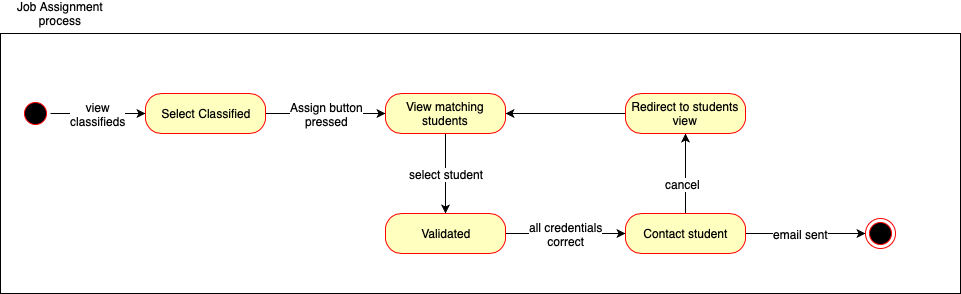 Job Assignment
process
view
classifieds
Select Classified
Assign button
pressed
View matching
students
Redirect to students
view
select student
cancel
Validated
all credentials
correct
Contact student
email sent